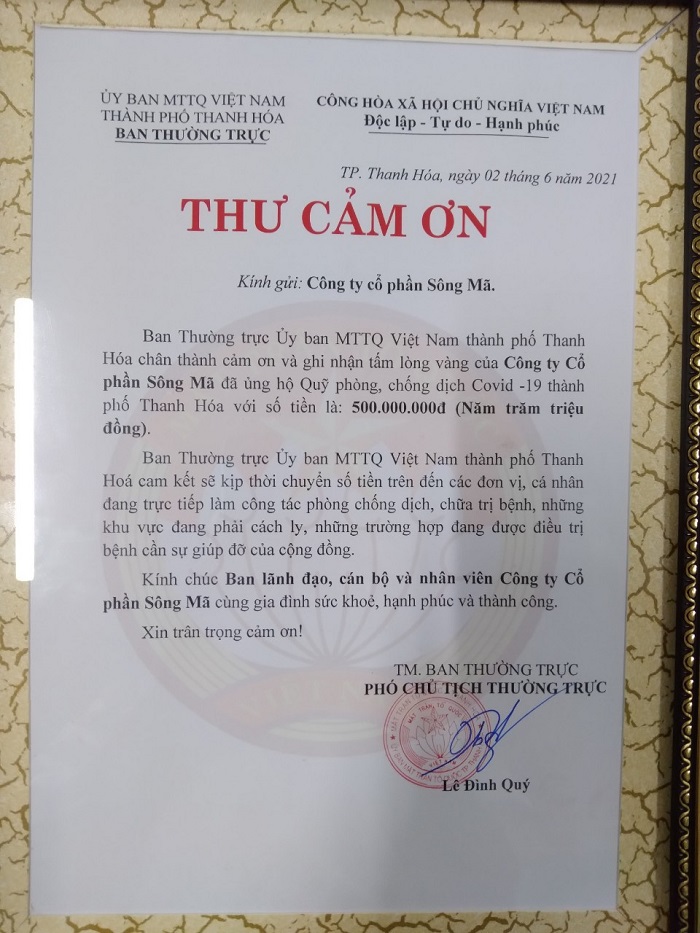 ỦY BAN MTTQ VIỆT NAM
THÀNH PHỐ THANH HÓA
BAN THƯỜNG TRỰC
CÔNG HÒA XÃ HỘI CHỦ NGHĨA VIỆT NAM
Độc lập - Tự do - Hạnh phúc
TP. Thanh Hóa, ngày 02 tháng 6 năm 2021
THƯ CẢM ƠN
Kính gửi: Công ty cổ phần Sông Mã.
Ban Thường trực Ủy ban MTTQ Việt Nam thành phố Thanh
Hóa chân thành cảm ơn và ghi nhận tấm lòng vàng của Công ty Cổ
phần Sông Mã đã ủng hộ Quỹ phòng, chống dịch Covid -19 thành
phố Thanh Hóa với số tiền là: 500.000.000đ (Năm trăm triệu
đồng).
Ban Thường trực Ủy ban MTTQ Việt Nam thành phố Thanh
Hoá cam kết sẽ kịp thời chuyển số tiền trên đến các đơn vị, cá nhân
đang trực tiếp làm công tác phòng chống dịch, chữa trị bệnh, những
khu vực đang phải cách ly, những trường hợp đang được điều trị
bệnh cần sự giúp đỡ của cộng đồng.
Kính chúc Ban lãnh đạo, cán bộ và nhân viên Công ty Cổ
phần Sông Mã cùng gia đình sức khoẻ, hạnh phúc và thành công.
Xin trân trọng cảm ơn!
TM. BAN THƯỜNG TRỰC
PHÓ CHỦ TỊCH THƯỜNG TRỰC
MẶT TRẬN TỔ QUỐC
Lê Đình Quý
VIỆT NAM